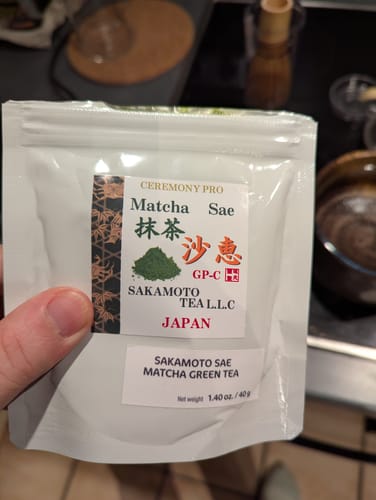 CEREMONY PRO
Matcha Sae
抹茶
沙恵
GP-C
SAKAMOTO
TEA L.L.C
JAPAN
SAKAMOTO SAE
MATCHA GREEN TEA
Net weight 1.40 oz. / 40 g